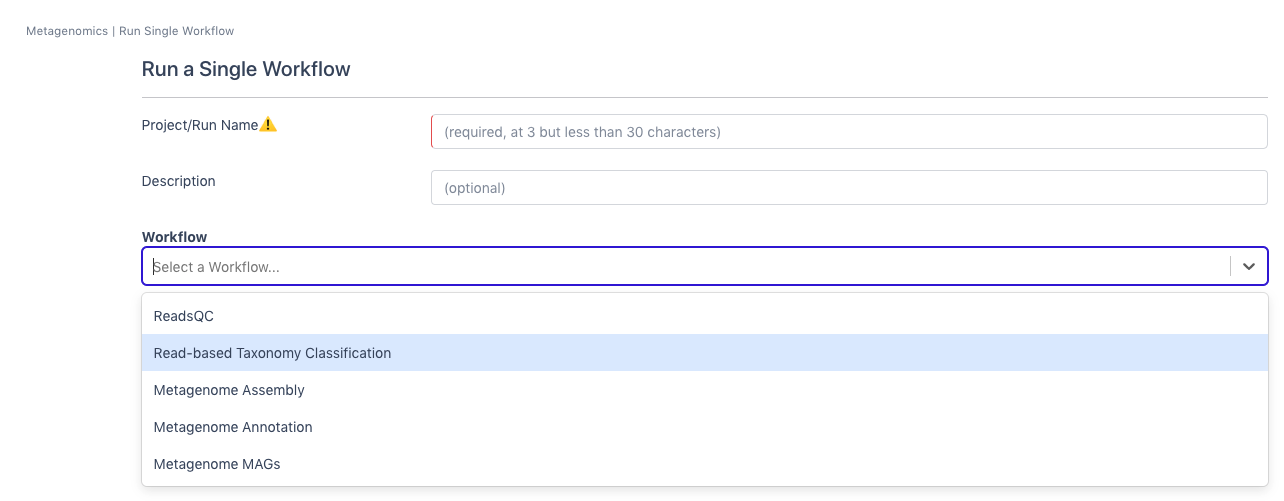 Metagenomics | Run Single Workflow
Run a Single Workflow
Project/Run Name
(required, at 3 but less than 30 characters)
Description
(optional)
Workflow
Select a Workflow...
ReadsQC
Read-based Taxonomy Classification
Metagenome Assembly
Metagenome Annotation
Metagenome MAGs